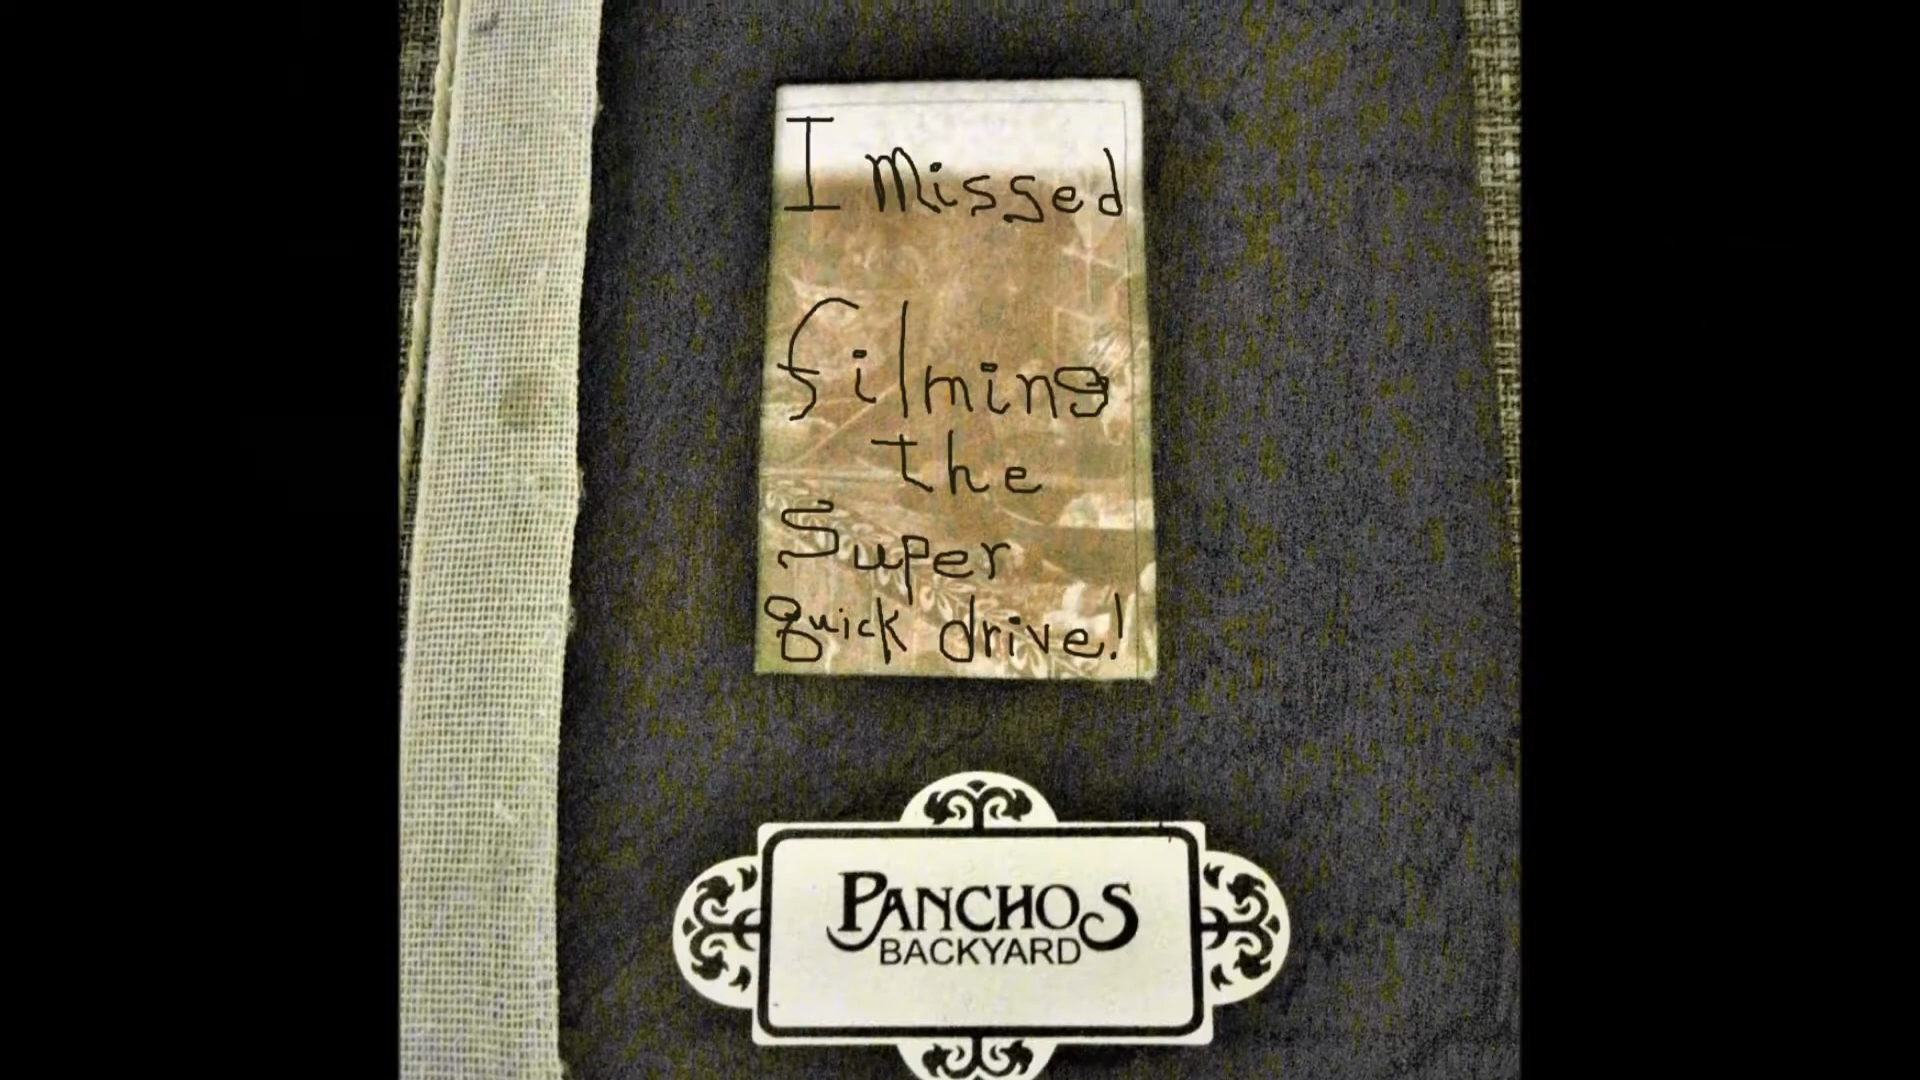 I missed
filming
the
Super
quick drive!
PANCHOS
BACKYARD